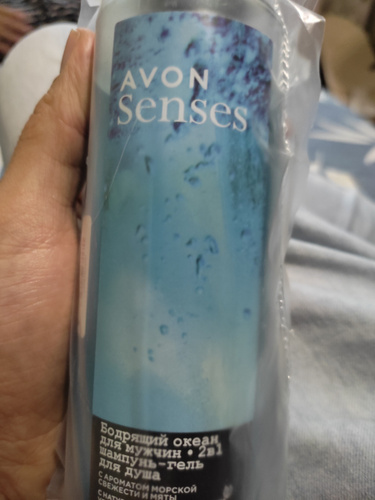 AVON
senses
Бодрящий океан
для мужчин • 2в1
шампунь-гель
для душа
С АРОМАТОМ МОРСКОЙ
СВЕЖЕСТИ И МЯТЫ